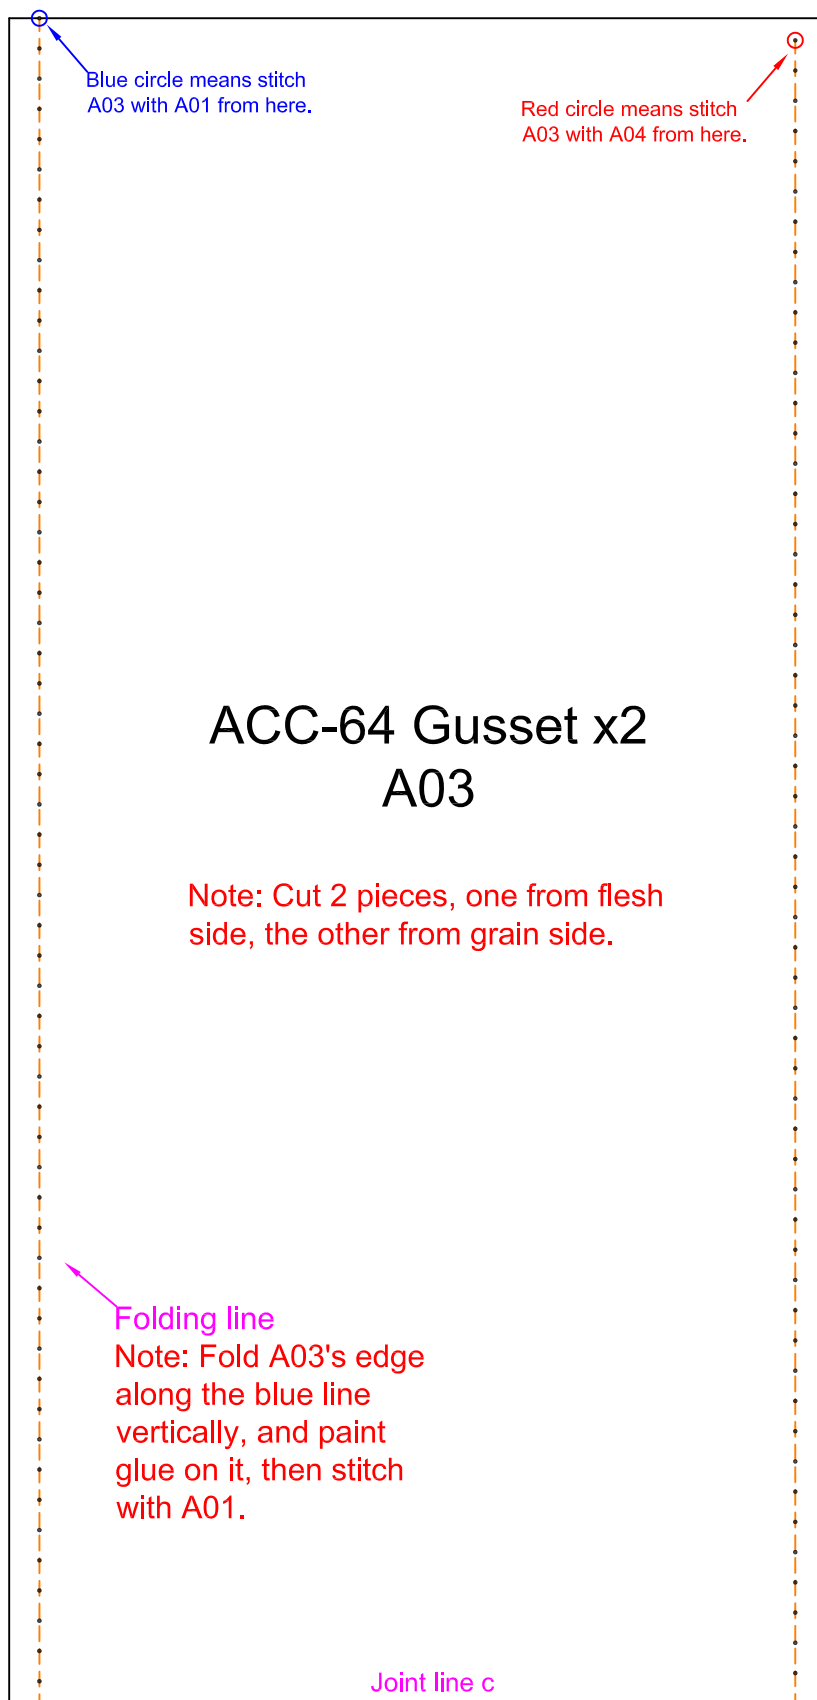 Blue circle means stitch
A03 with A01 from here.
Red circle means stitch
A03 with A04 from here.
ACC-64 Gusset x2
A03
Note: Cut 2 pieces, one from flesh
side, the other from grain side.
Folding line
Note: Fold A03's edge
along the blue line
vertically, and paint
glue on it, then stitch
with A01.
Joint line c